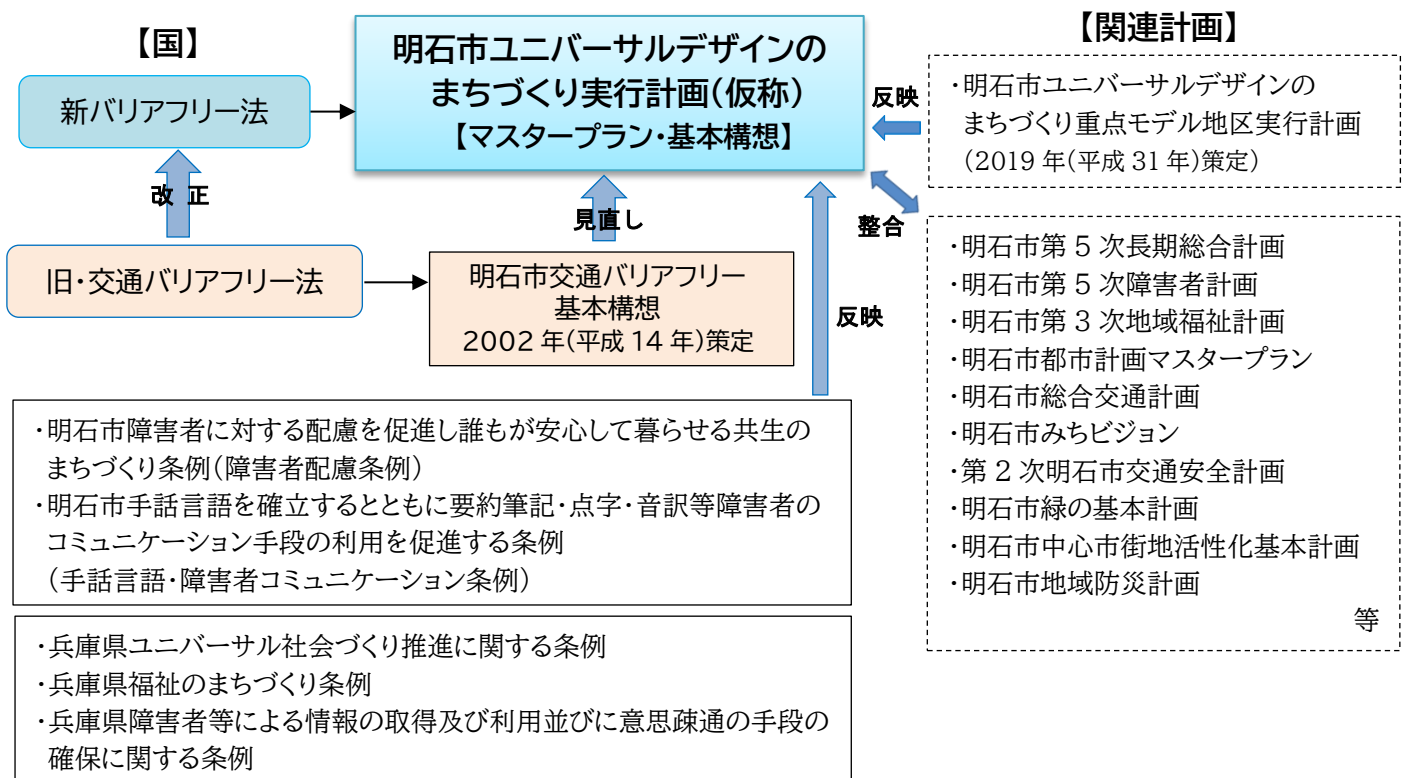 【国】
新バリアフリー法
改 正
旧・交通バリアフリー法
明石市ユニバーサルデザインの
まちづくり実行計画(仮称)
【マスタープラン・基本構想】
見直し
明石市交通バリアフリー
基本構想
2002年(平成14年)策定
反映
・明石市障害者に対する配慮を促進し誰もが安心して暮らせる共生の
まちづくり条例(障害者配慮条例)
・明石市手話言語を確立するとともに要約筆記・点字・音訳等障害者の
コミュニケーション手段の利用を促進する条例
(手話言語・障害者コミュニケーション条例)
・兵庫県ユニバーサル社会づくり推進に関する条例
・兵庫県福祉のまちづくり条例
・兵庫県障害者等による情報の取得及び利用並びに意思疎通の手段の
確保に関する条例
【関連計画】
反映
・明石市ユニバーサルデザインの
まちづくり重点モデル地区実行計画
(2019年(平成31年)策定)
整合
・明石市第5次長期総合計画
・明石市第5次障害者計画
・明石市第3次地域福祉計画
・明石市都市計画マスタープラン
・明石市総合交通計画
・明石市みちビジョン
・第2次明石市交通安全計画
・明石市緑の基本計画
・明石市中心市街地活性化基本計画
・明石市地域防災計画
等